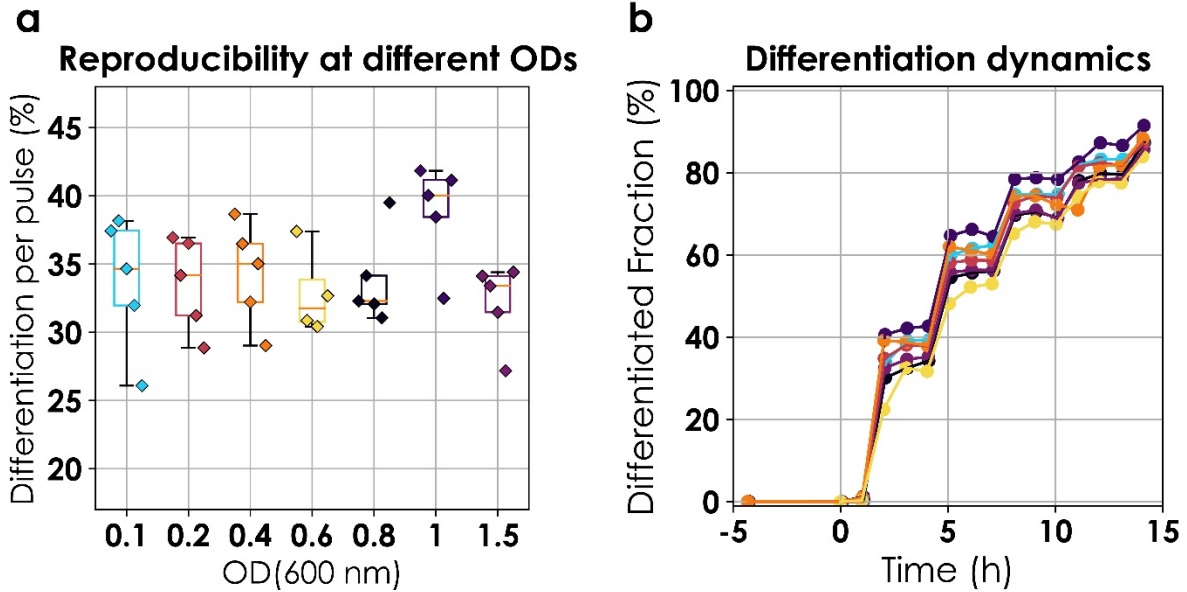 a
Reproducibility at different ODs
Differentiation per pulse (%)
45
40
35
30
25
20
0.1 0.2 0.4 0.6 0.8 1 1.5
OD(600 nm)
b
Differentiation dynamics
Differentiated Fraction (%)
100
80
60
40
20
0
-5 0 5 10 15
Time (h)